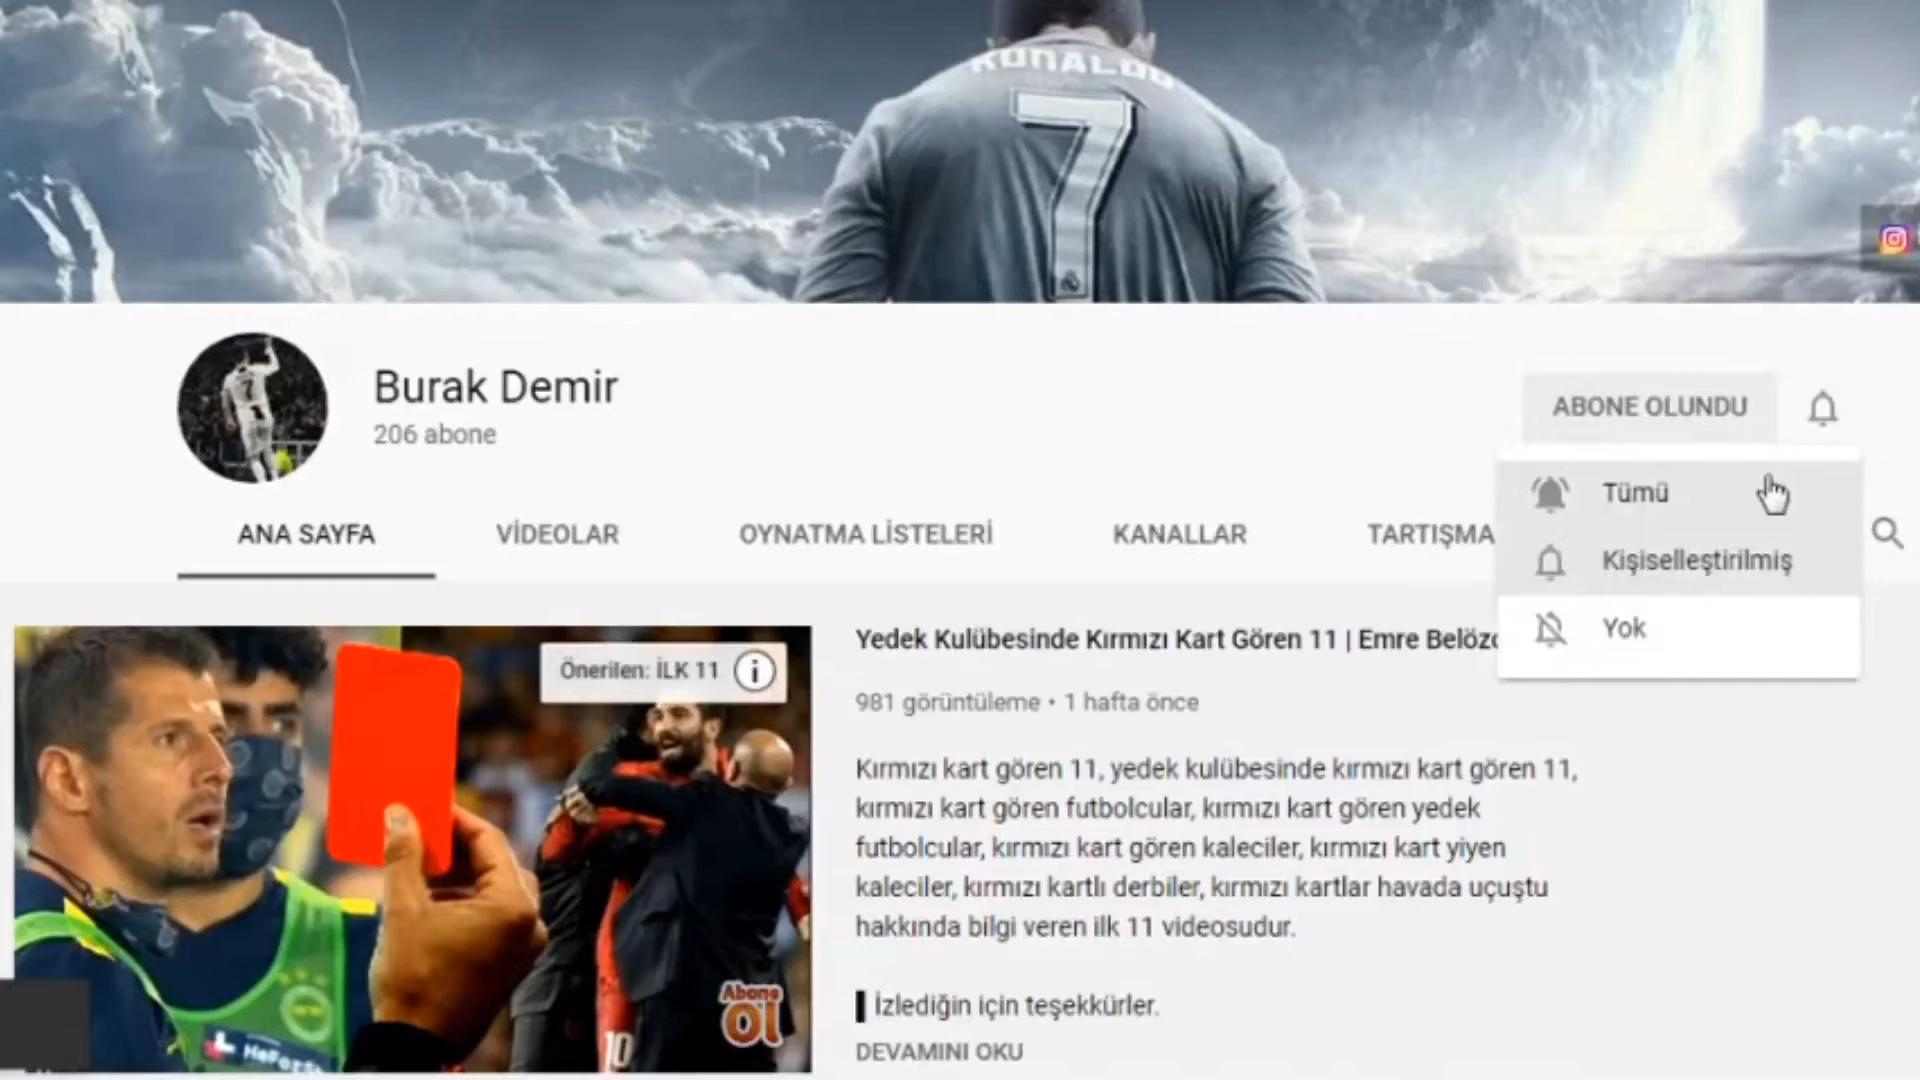 RONALDO
7
Burak Demir
206 abone
ABONE OLUNDU
Tümü
Kişiselleştirilmiş
Yok
ANA SAYFA
VİDEOLAR
OYNATMA LİSTELERİ
KANALLAR
TARTIŞMA
Önerilen: İLK 11
Abone
Ol
10
Yedek Kulübesinde Kırmızı Kart Gören 11 | Emre
981 görüntüleme • 1 hafta önce
Kırmızı kart gören 11, yedek kulübesinde kırmızı kart gören 11,
kırmızı kart gören futbolcular, kırmızı kart gören yedek
futbolcular, kırmızı kart gören kaleciler, kırmızı kart yiyen
kaleciler, kırmızı kartlı derbiler, kırmızı kartlar havada uçuştu
hakkında bilgi veren ilk 11 videosudur.
İzlediğin için teşekkürler.
DEVAMINI OKU